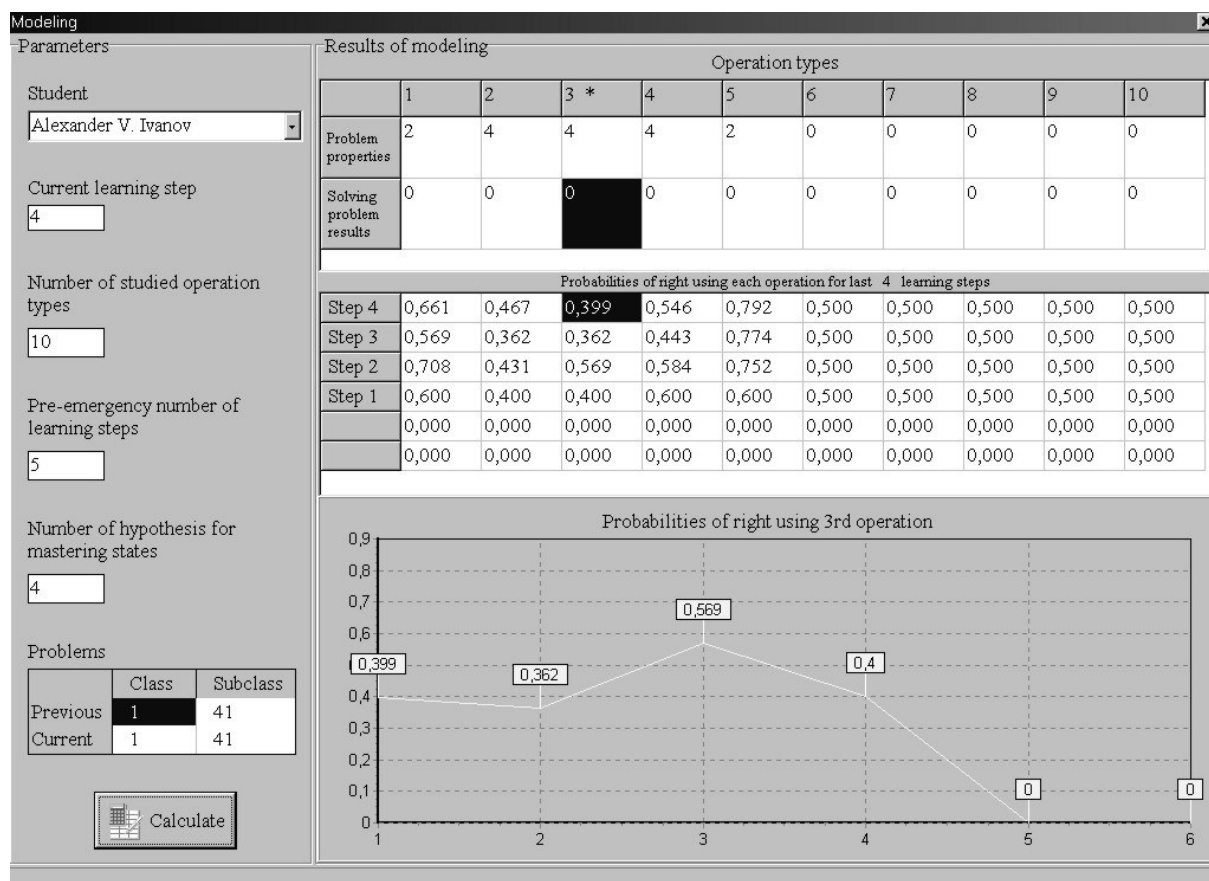 Modeling
Parameters
Student
Alexander V. Ivanov
Current learning step
4
Number of studied operation
types
10
Pre-emergency number of
learning steps
5
Number of hypothesis for
mastering states
4
Problems
Class Subclass
Previous 1 41
Current 1 41
Calculate
Results of modeling
Operation types
1 2 3 * 4 5 6 7 8 9 10
Problem
properties
2 4 4 4 2 0 0 0 0 0
Solving
problem
results
0 0 0 0 0 0 0 0 0 0
Probabilities of right using each operation for last 4 learning steps
Step 4 0,661 0,467 0,399 0,546 0,792 0,500 0,500 0,500 0,500 0,500
Step 3 0,569 0,362 0,362 0,443 0,774 0,500 0,500 0,500 0,500 0,500
Step 2 0,708 0,431 0,569 0,584 0,752 0,500 0,500 0,500 0,500 0,500
Step 1 0,600 0,400 0,400 0,600 0,600 0,500 0,500 0,500 0,500 0,500
0,000 0,000 0,000 0,000 0,000 0,000 0,000 0,000 0,000 0,000
0,000 0,000 0,000 0,000 0,000 0,000 0,000 0,000 0,000 0,000
Probabilities of right using 3rd operation
0,9
0,8
0,7
0,569
0,6
0,399 0,362 0,4
0,4
0,3
0,2
0,1 0 0
0
1 2 3 4 5 6